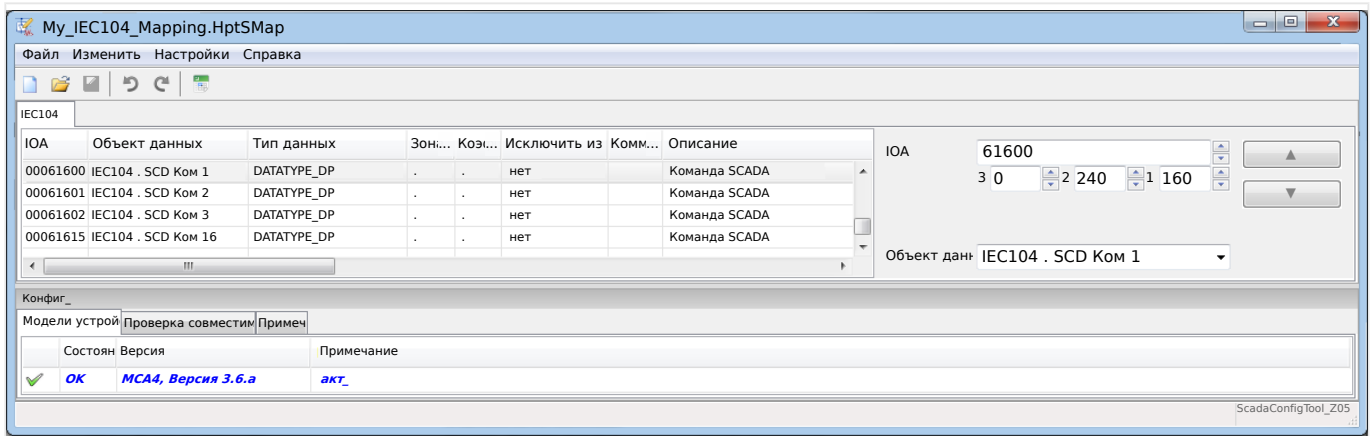 My_IEC104_Mapping.HptSMap
Файл Изменить Настройки Справка
IEC104
IOA Объект данных Тип данных Зон... Коэ... Исключить из Комм... Описание
00061600 IEC104 . SCD Ком 1 DATATYPE_DP . . нет Команда SCADA
00061601 IEC104 . SCD Ком 2 DATATYPE_DP . . нет Команда SCADA
00061602 IEC104 . SCD Ком 3 DATATYPE_DP . . нет Команда SCADA
00061615 IEC104 . SCD Ком 16 DATATYPE_DP . . нет Команда SCADA
IOA 61600
3 0 2 240 1 160
Объект данн IEC104 . SCD Ком 1
Конфиг_
Модели устрой Проверка совместим Примеч
Состоян Версия Примечание
OK MCA4, Версия 3.6.a акт_
ScadaConfigTool_Z05